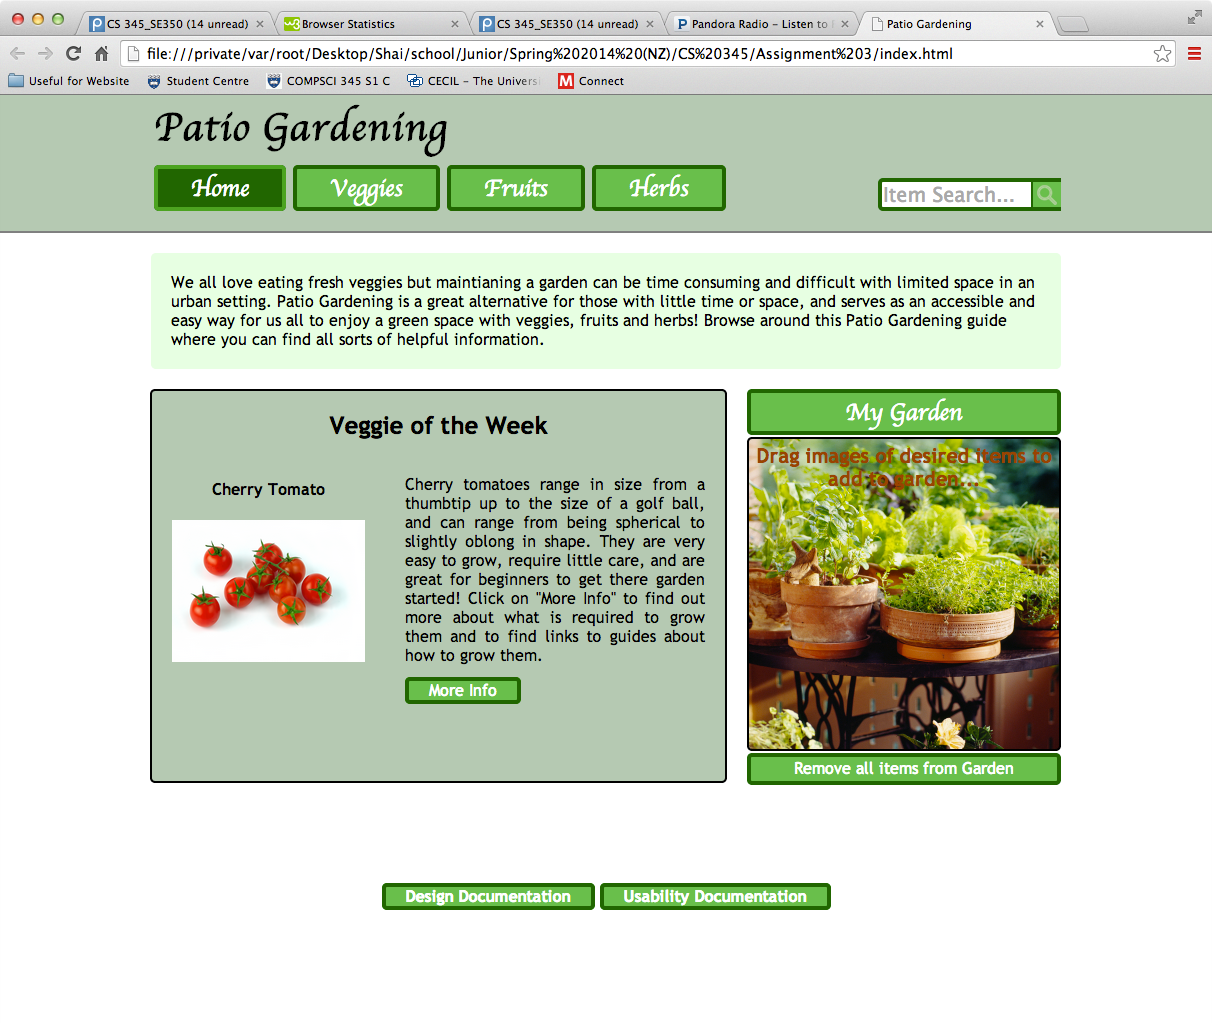 CS 345_SE350 (14 unread)
Browser Statistics
CS 345_SE350 (14 unread)
Pandora Radio – Listen to
Patio Gardening
file:///private/var/root/Desktop/Shai/school/Junior/Spring%202014%20(NZ)/CS%20345/Assignment%203/index.html
Useful for Website
Student Centre
COMPSCI 345 S1 C
CECIL – The Universi
Connect
Patio Gardening
Home
Veggies
Fruits
Herbs
Item Search...
We all love eating fresh veggies but maintianing a garden can be time consuming and difficult with limited space in an
urban setting. Patio Gardening is a great alternative for those with little time or space, and serves as an accessible and
easy way for us all to enjoy a green space with veggies, fruits and herbs! Browse around this Patio Gardening guide
where you can find all sorts of helpful information.
Veggie of the Week
Cherry Tomato
Cherry tomatoes range in size from a
thumbtip up to the size of a golf ball,
and can range from being spherical to
slightly oblong in shape. They are very
easy to grow, require little care, and are
great for beginners to get there garden
started! Click on "More Info" to find out
more about what is required to grow
them and to find links to guides about
how to grow them.
More Info
My Garden
Drag images of desired items to
add to garden...
Remove all items from Garden
Design Documentation
Usability Documentation